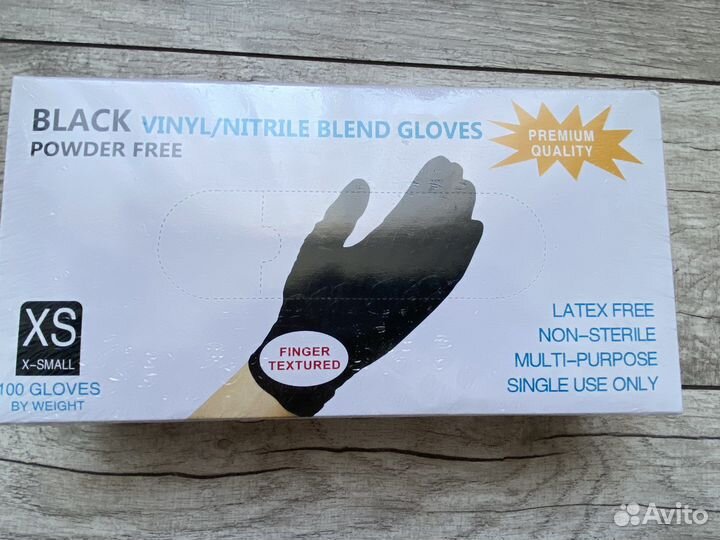 BLACK VINYL/NITRILE BLEND GLOVES
POWDER FREE
PREMIUM
QUALITY
XS
X-SMALL
100 GLOVES
BY WEIGHT
FINGER
TEXTURED
LATEX FREE
NON-STERILE
MULTI-PURPOSE
SINGLE USE ONLY
Avito